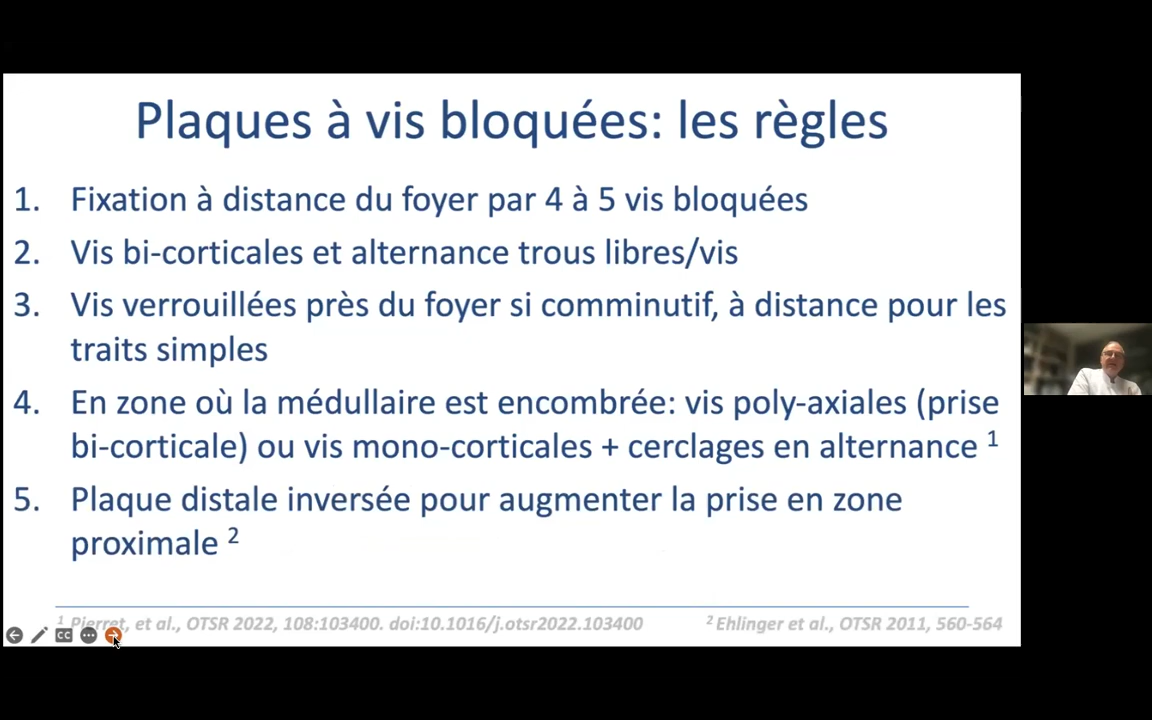 Plaques à vis bloquées: les règles
1. Fixation à distance du foyer par 4 à 5 vis bloquées
2. Vis bi-corticales et alternance trous libres/vis
3. Vis verrouillées près du foyer si comminutif, à distance pour les
traits simples
4. En zone où la médullaire est encombrée: vis poly-axiales (prise
bi-corticale) ou vis mono-corticales + cerclages en alternance 1
5. Plaque distale inversée pour augmenter la prise en zone
proximale 2
1 Pierret, et al., OTSR 2022, 108:103400. doi:10.1016/j.otsr2022.103400
2 Ehlinger et al., OTSR 2011, 560-564
CC